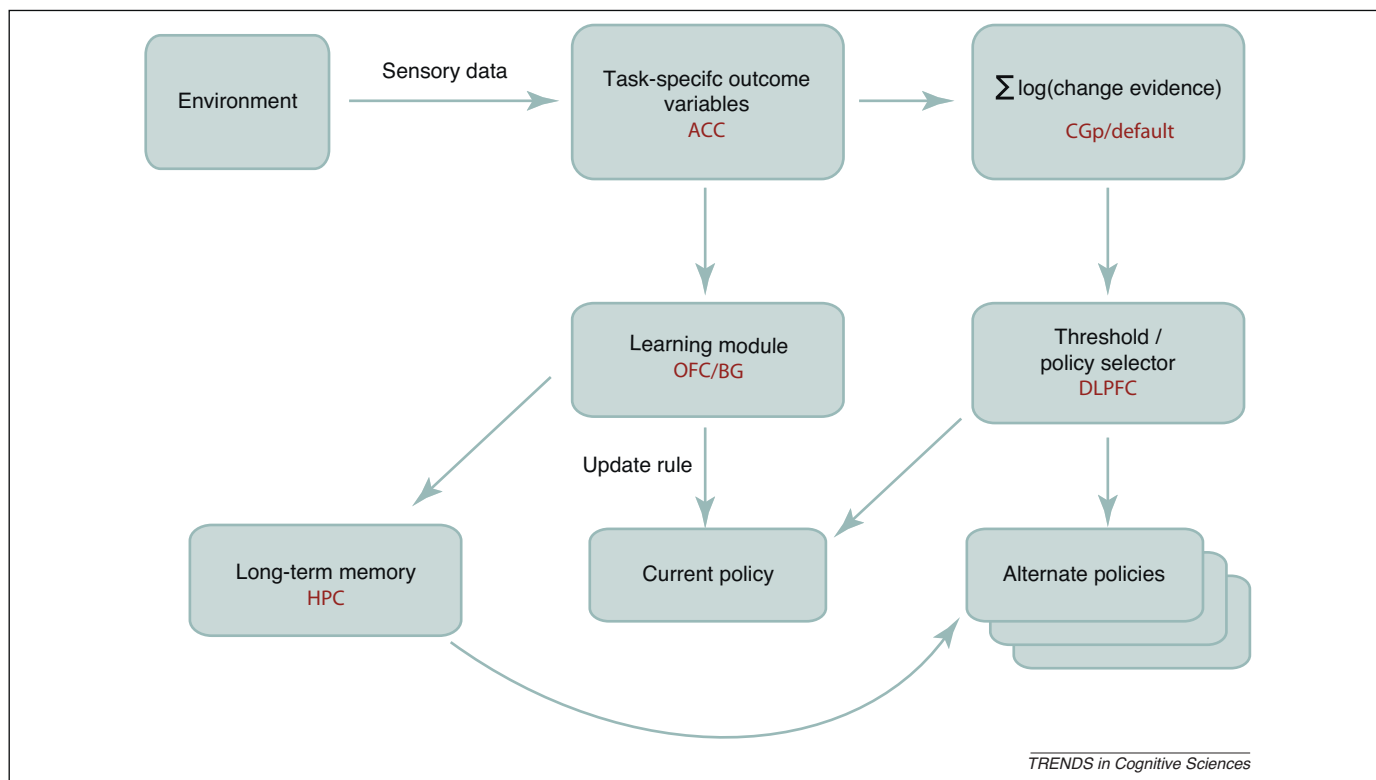 Sensory data
Environment
Task-specifc outcome
variables
ACC
∑ log(change evidence)
CGp/default
Learning module
OFC/BG
Threshold /
policy selector
DLPFC
Update rule
Long-term memory
HPC
Current policy
Alternate policies
TRENDS in Cognitive Sciences